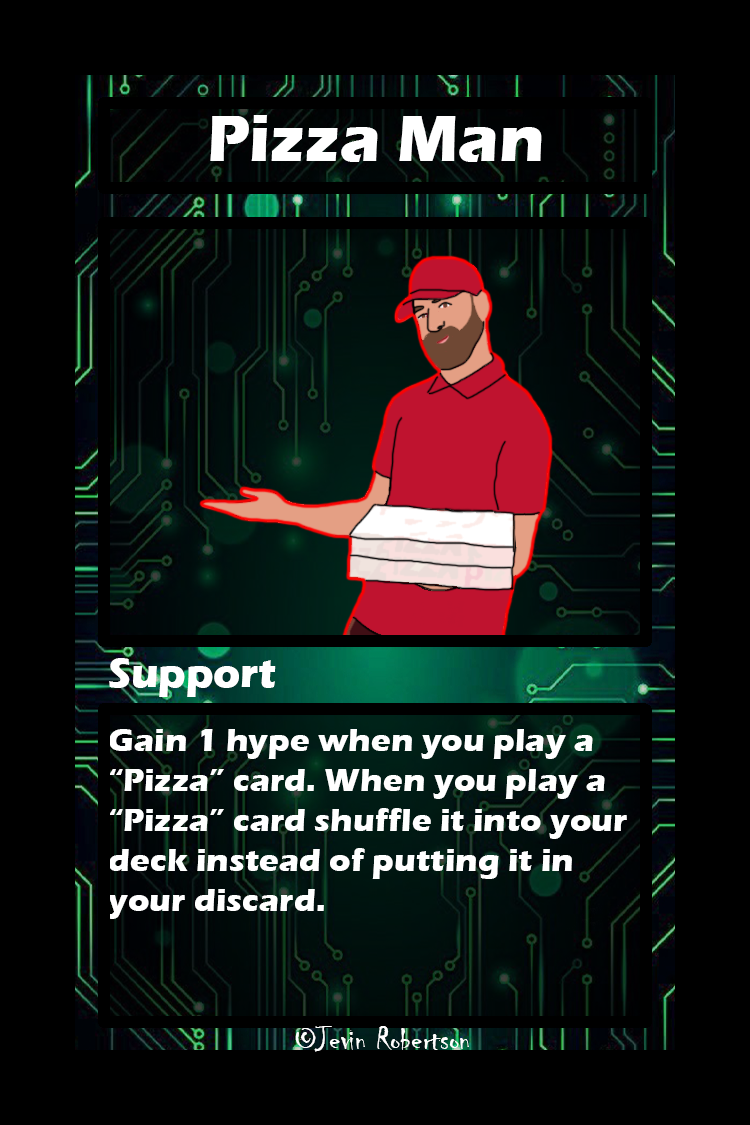 Pizza Man
Support
Gain 1 hype when you play a
“Pizza” card. When you play a
“Pizza” card shuffle it into your
deck instead of putting it in
your discard.
©Jevin Robertson